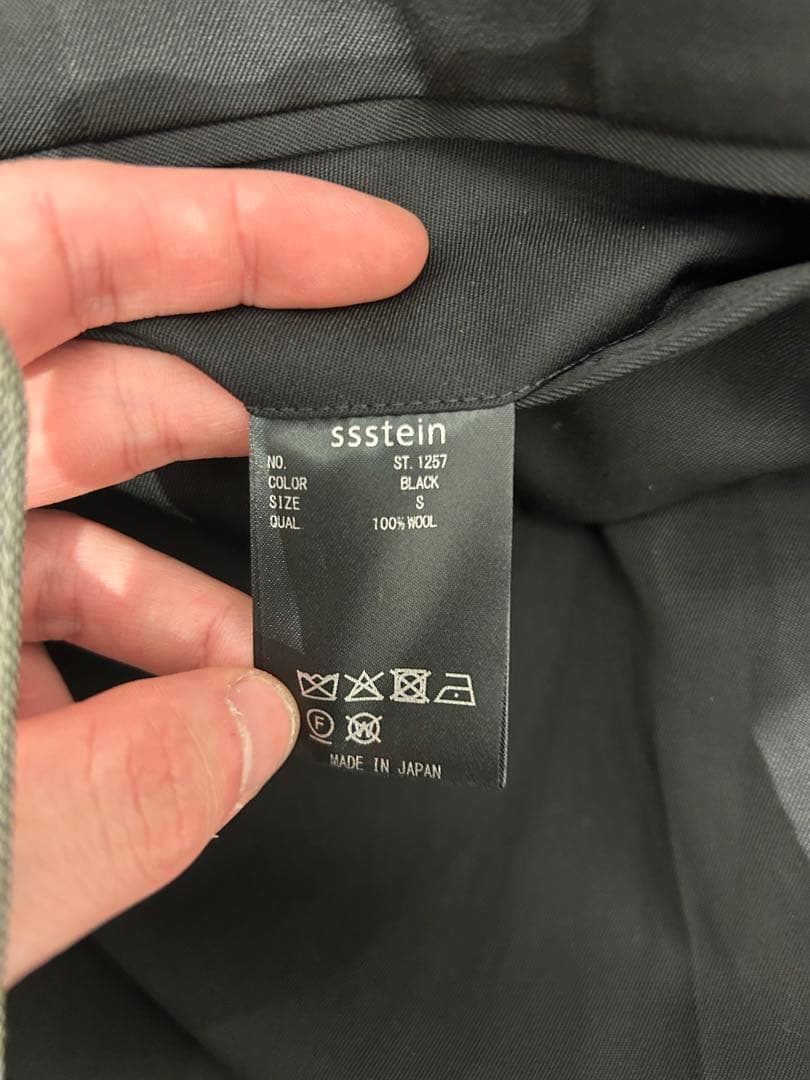 ssstein
NO. ST. 1257
COLOR BLACK
SIZE S
QUAL. 100% WOOL
F W
MADE IN JAPAN